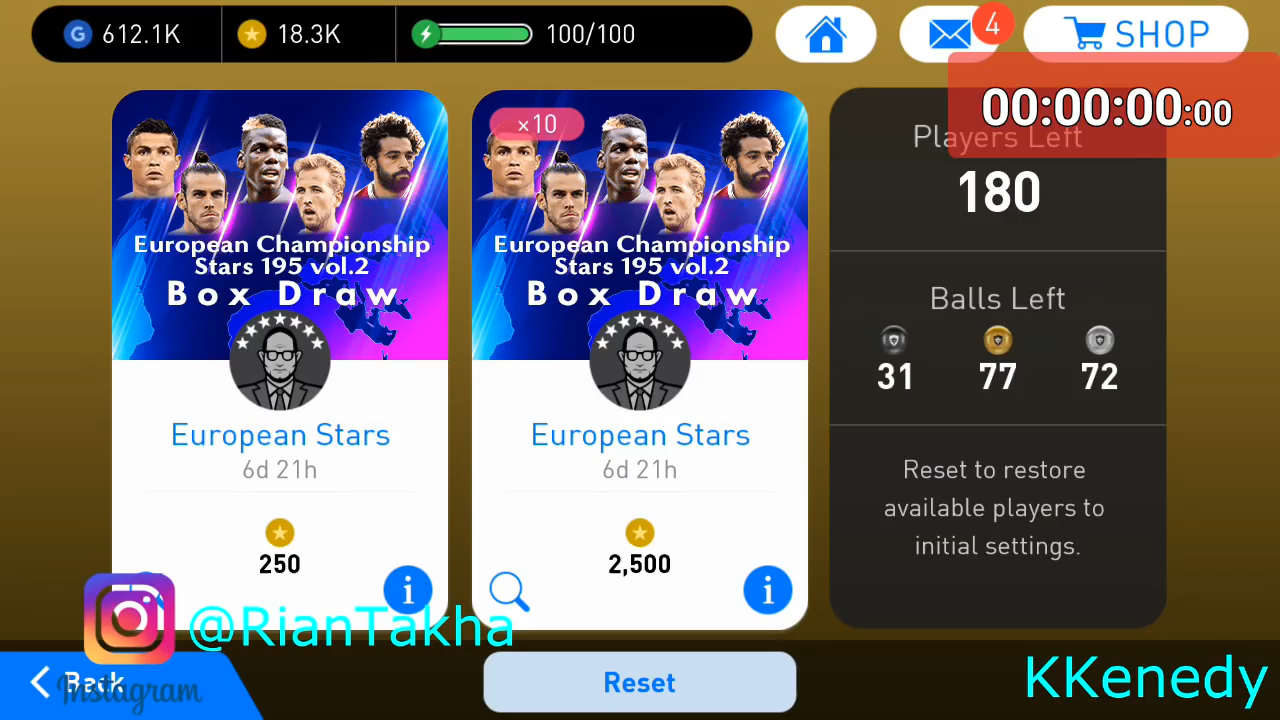 612.1K
18.3K
100/100
4
SHOP
00:00:00:00
European Championship
Stars 195 vol.2
Box Draw
European Stars
6d 21h
250
×10
European Championship
Stars 195 vol.2
Box Draw
European Stars
6d 21h
2,500
Players Left
180
Balls Left
31 77 72
Reset to restore
available players to
initial settings.
@RianTakha
Instagram
Back
Reset
KKenedy